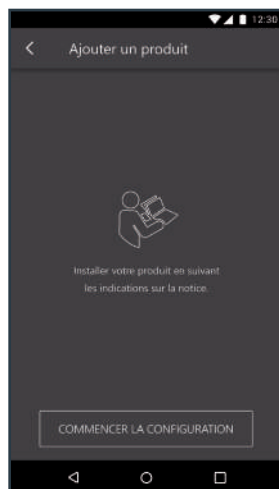 12:30
Ajouter un produit
Installer votre produit en suivant
les indications sur la notice.
COMMENCER LA CONFIGURATION